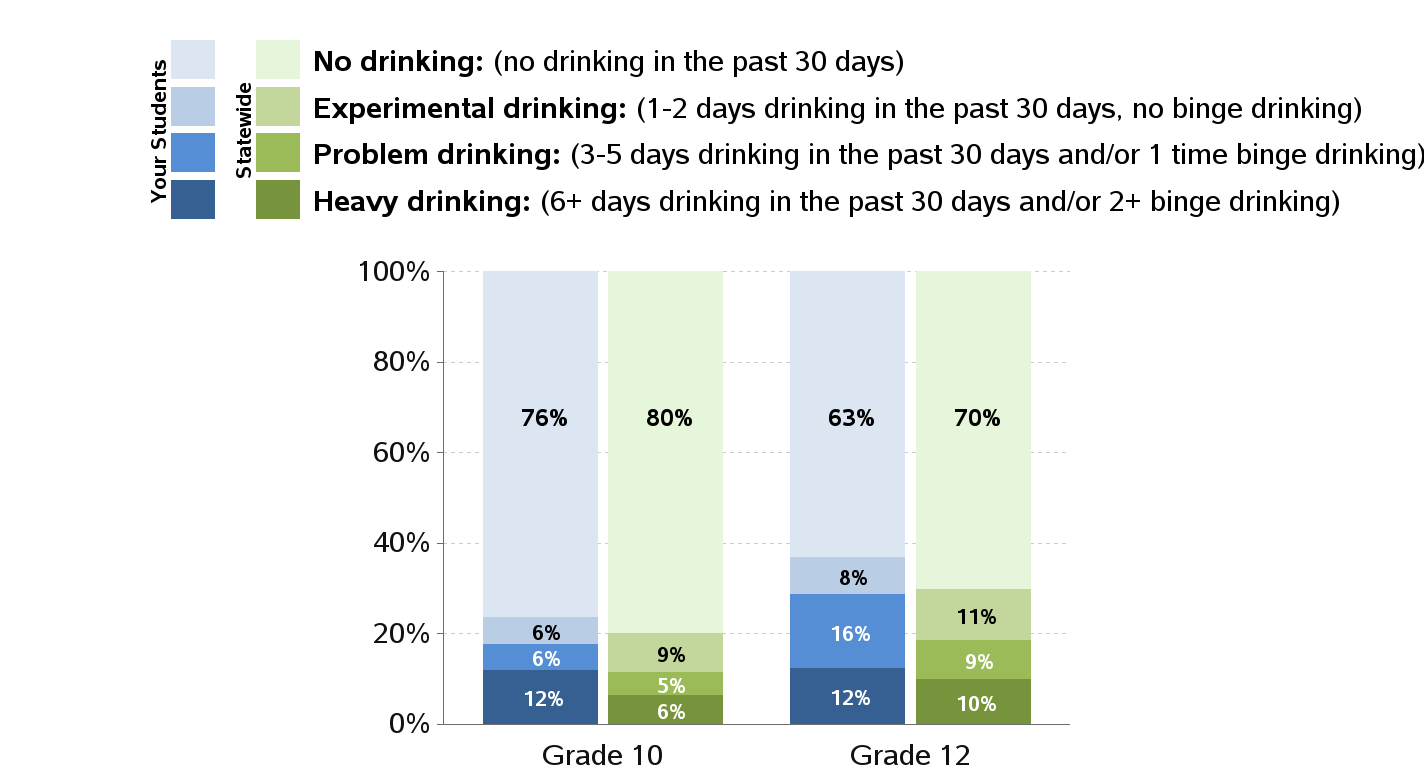 Your Students
Statewide
No drinking: (no drinking in the past 30 days)
Experimental drinking: (1-2 days drinking in the past 30 days, no binge drinking)
Problem drinking: (3-5 days drinking in the past 30 days and/or 1 time binge drinking)
Heavy drinking: (6+ days drinking in the past 30 days and/or 2+ binge drinking)
100%
80%
60%
40%
20%
0%
76%
6%
6%
12%
80%
9%
5%
6%
63%
8%
16%
12%
70%
11%
9%
10%
Grade 10
Grade 12